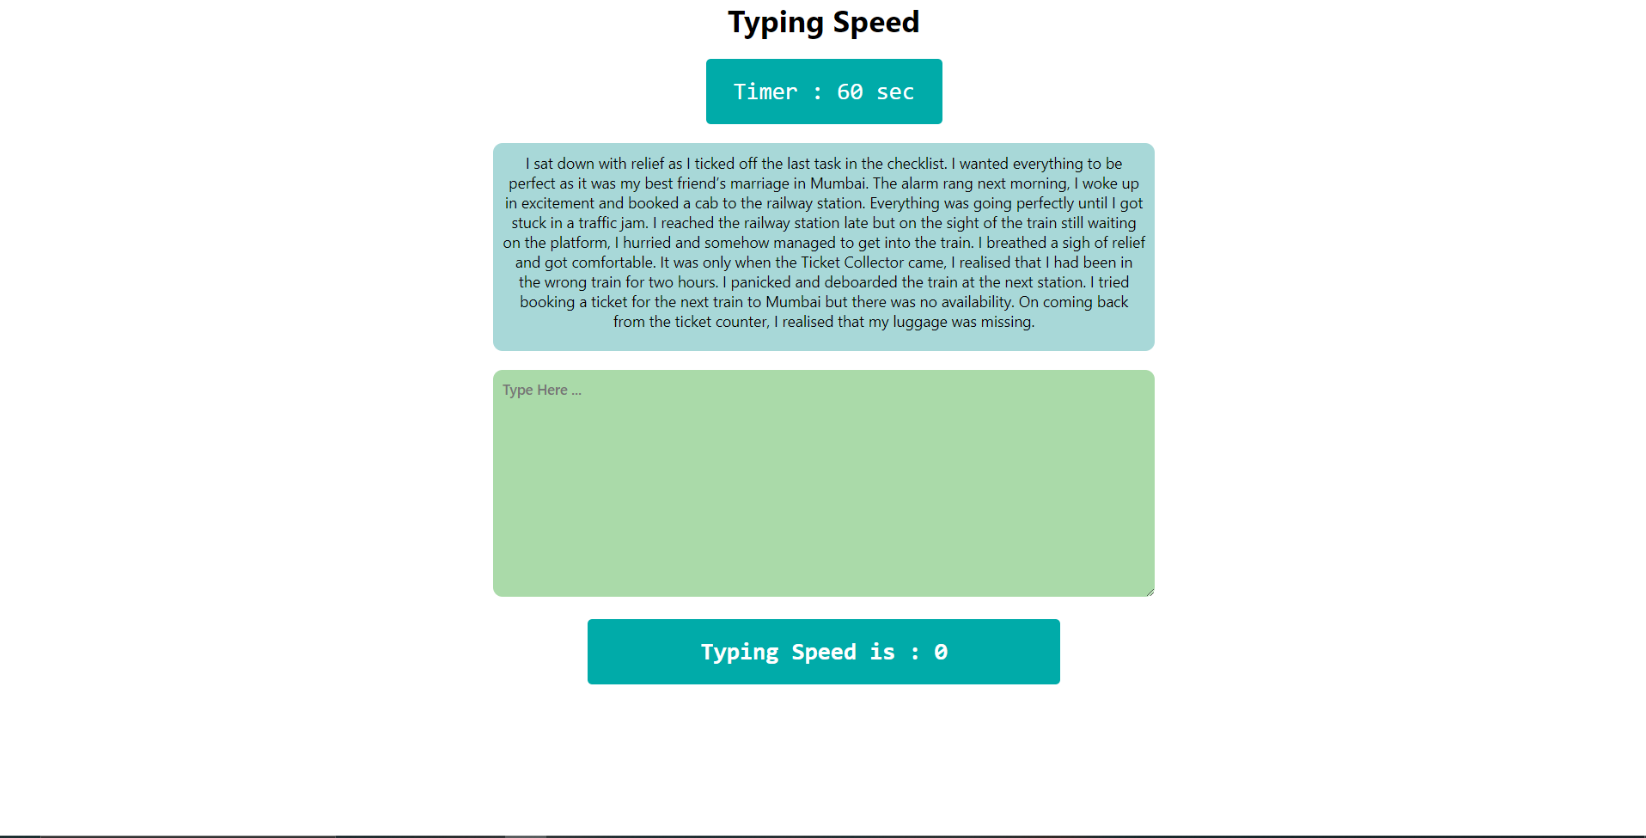 Typing Speed
Timer : 60 sec
I sat down with relief as I ticked off the last task in the checklist. I wanted everything to be
perfect as it was my best friend's marriage in Mumbai. The alarm rang next morning, I woke up
in excitement and booked a cab to the railway station. Everything was going perfectly until I got
stuck in a traffic jam. I reached the railway station late but on the sight of the train still waiting
on the platform, I hurried and somehow managed to get into the train. I breathed a sigh of relief
and got comfortable. It was only when the Ticket Collector came, I realised that I had been in
the wrong train for two hours. I panicked and deboarded the train at the next station. I tried
booking a ticket for the next train to Mumbai but there was no availability. On coming back
from the ticket counter, I realised that my luggage was missing.
Type Here ...
Typing Speed is : 0